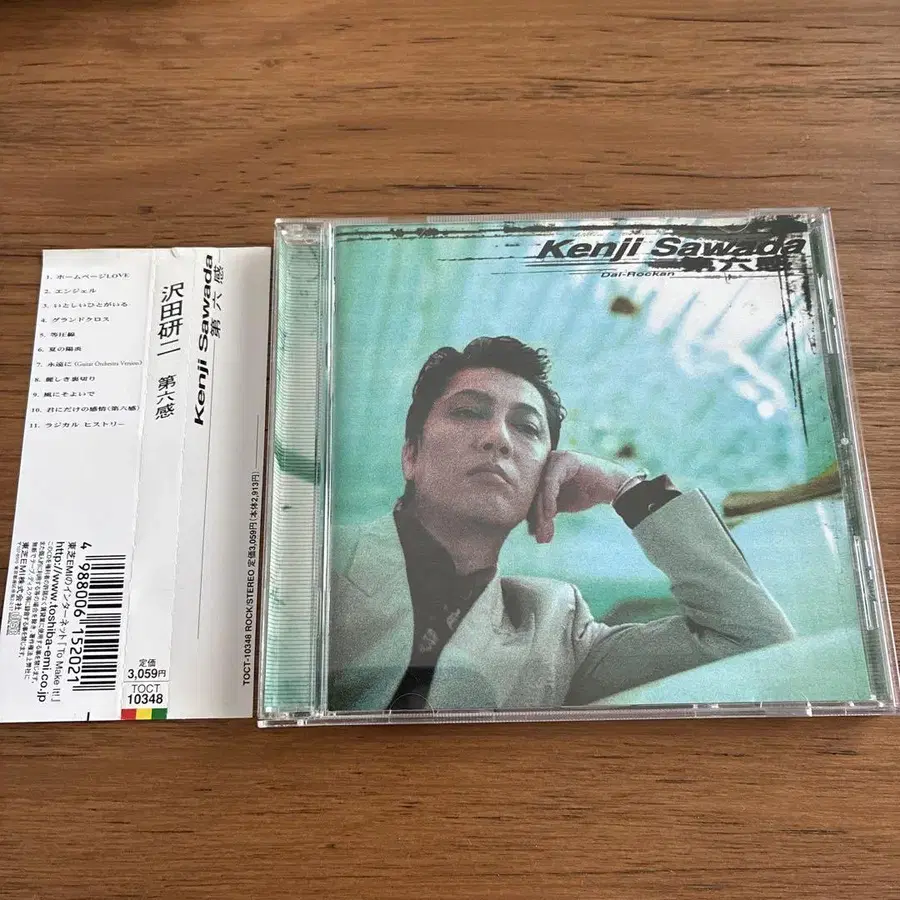 1. ホームページLOVE
2. エンジェル
3. いとしいひとがいる
4. グランドクロス
5. 等圧線
6. 夏の陽炎
7. 永遠に (Guitar Orchestra Version)
8. 麗しき裏切り
9. 風にそよいで
10. 君にだけの感情(第六感)
11. ラジカル ヒストリー
東芝EMIのインターネット「To Make It!」
http://www.toshiba-emi.co.jp
東芝EMI株式会社
4 988006 152021
沢田研二 第六感
Kenji Sawada
第六感
定価
3,059円
TOCT
10348
TOCT-10348 ROCK/STEREO 定価3,059円(本体2,913円)
Kenji Sawada
第六感
Dai-Rockan